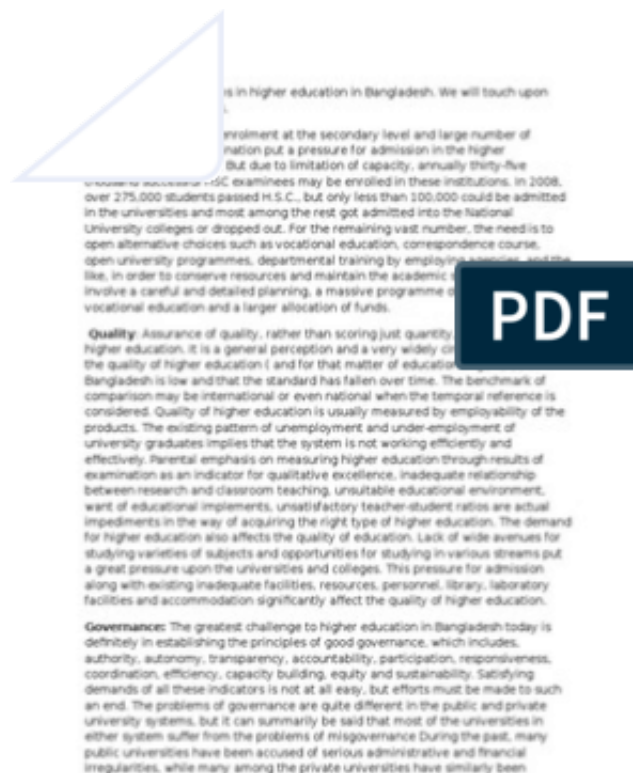 s in higher education in Bangladesh. We will touch upon
enrolment at the secondary level and large number of
nation put a pressure for admission in the higher
But due to limitation of capacity, annually thirty-five
thousand successful HSC examinees may be enrolled in these institutions. In 2008,
over 275,000 students passed H.S.C., but only less than 100,000 could be admitted
in the universities and most among the rest got admitted into the National
University colleges or dropped out. For the remaining vast number, the need is to
open alternative choices such as vocational education, correspondence course,
open university programmes, departmental training by employing agencies, and the
like, in order to conserve resources and maintain the academic
involve a careful and detailed planning, a massive programme
vocational education and a larger allocation of funds.
PDF
Quality: Assurance of quality, rather than scoring just quantity
higher education. It is a general perception and a very widely
the quality of higher education ( and for that matter of education
Bangladesh is low and that the standard has fallen over time. The benchmark of
comparison may be international or even national when the temporal reference is
considered. Quality of higher education is usually measured by employability of the
products. The existing pattern of unemployment and under-employment of
university graduates implies that the system is not working efficiently and
effectively. Parental emphasis on measuring higher education through results of
examination as an indicator for qualitative excellence, inadequate relationship
between research and classroom teaching, unsuitable educational environment,
want of educational implements, unsatisfactory teacher-student ratios are actual
impediments in the way of acquiring the right type of higher education. The demand
for higher education also affects the quality of education. Lack of wide avenues for
studying varieties of subjects and opportunities for studying in various streams put
a great pressure upon the universities and colleges. This pressure for admission
along with existing inadequate facilities, resources, personnel, library, laboratory
facilities and accommodation significantly affect the quality of higher education.
Governance: The greatest challenge to higher education in Bangladesh today is
definitely in establishing the principles of good governance, which includes,
authority, autonomy, transparency, accountability, participation, responsiveness,
coordination, efficiency, capacity building, equity and sustainability. Satisfying
demands of all these indicators is not at all easy, but efforts must be made to such
an end. The problems of governance are quite different in the public and private
university systems, but it can summarily be said that most of the universities in
either system suffer from the problems of misgovernance During the past, many
public universities have been accused of serious administrative and financial
irregularities, while many among the private universities have similarly been